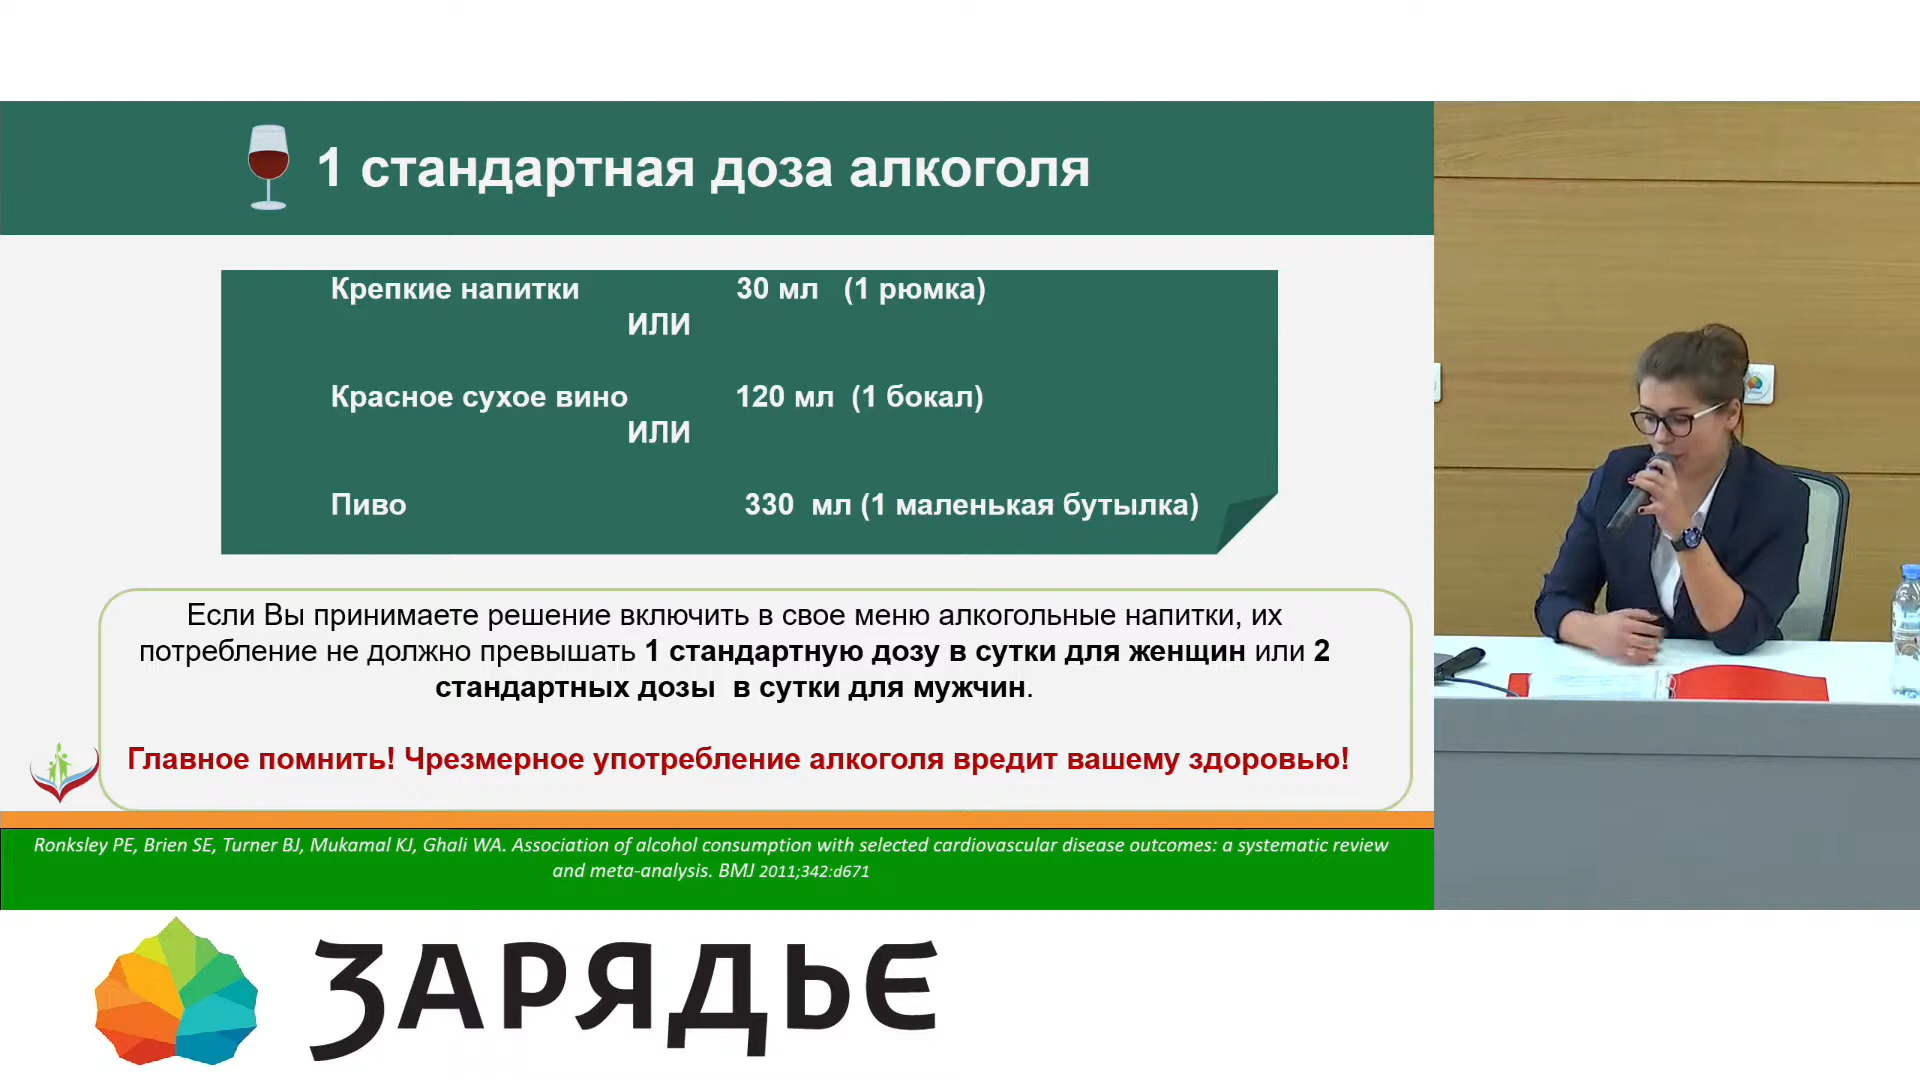 1 стандартная доза алкоголя
Крепкие напитки 30 мл (1 рюмка)
ИЛИ
Красное сухое вино 120 мл (1 бокал)
ИЛИ
Пиво 330 мл (1 маленькая бутылка)
Если Вы принимаете решение включить в свое меню алкогольные напитки, их
потребление не должно превышать 1 стандартную дозу в сутки для женщин или 2
стандартных дозы в сутки для мужчин.
Главное помнить! Чрезмерное употребление алкоголя вредит вашему здоровью!
Ronksley PE, Brien SE, Turner BJ, Mukamal KJ, Ghali WA. Association of alcohol consumption with selected cardiovascular disease outcomes: a systematic review
and meta-analysis. BMJ 2011;342:d671
ЗАРЯДЬЕ